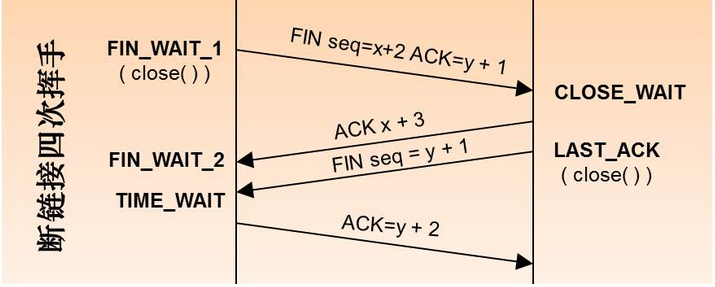 断链接四次挥手
FIN_WAIT_1
( close( ) )
FIN seq=x+2 ACK=y + 1
CLOSE_WAIT
ACK x + 3
FIN_WAIT_2
FIN seq = y + 1
LAST_ACK
( close( ) )
TIME_WAIT
ACK=y + 2